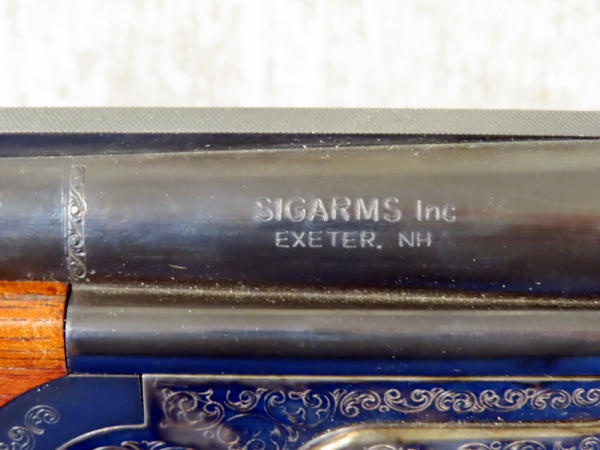 SIGARMS Inc
EXETER, NH